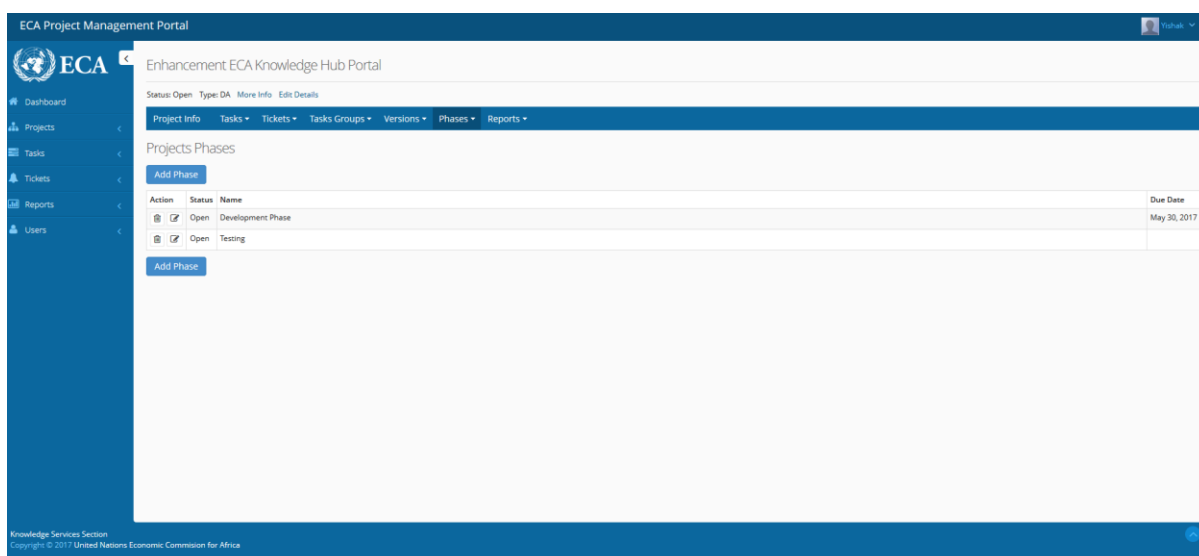 ECA Project Management Portal
Yishak
ECA
Enhancement ECA Knowledge Hub Portal
Status: Open Type: DA More Info Edit Details
Dashboard
Projects
Tasks
Tickets
Reports
Users
Project Info Tasks Tickets Tasks Groups Versions Phases Reports
Projects Phases
Add Phase
Action Status Name Due Date
Open Development Phase May 30, 2017
Open Testing
Add Phase
Knowledge Services Section
Copyright © 2017 United Nations Economic Commision for Africa